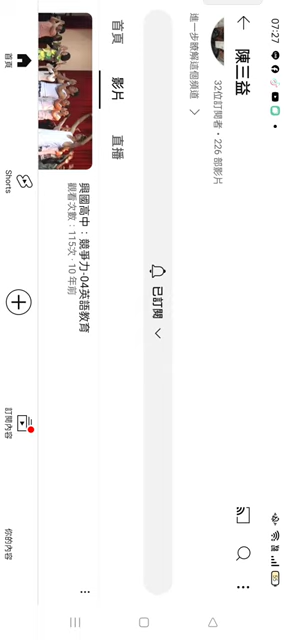 07:27
陳三益
32位訂閱者・226 部影片
進一步瞭解這個頻道
已訂閱
首頁
影片
直播
興國高中：競爭力-04英語教育
觀看次數：115次・10 年前
首頁
Shorts
訂閱內容
你的內容